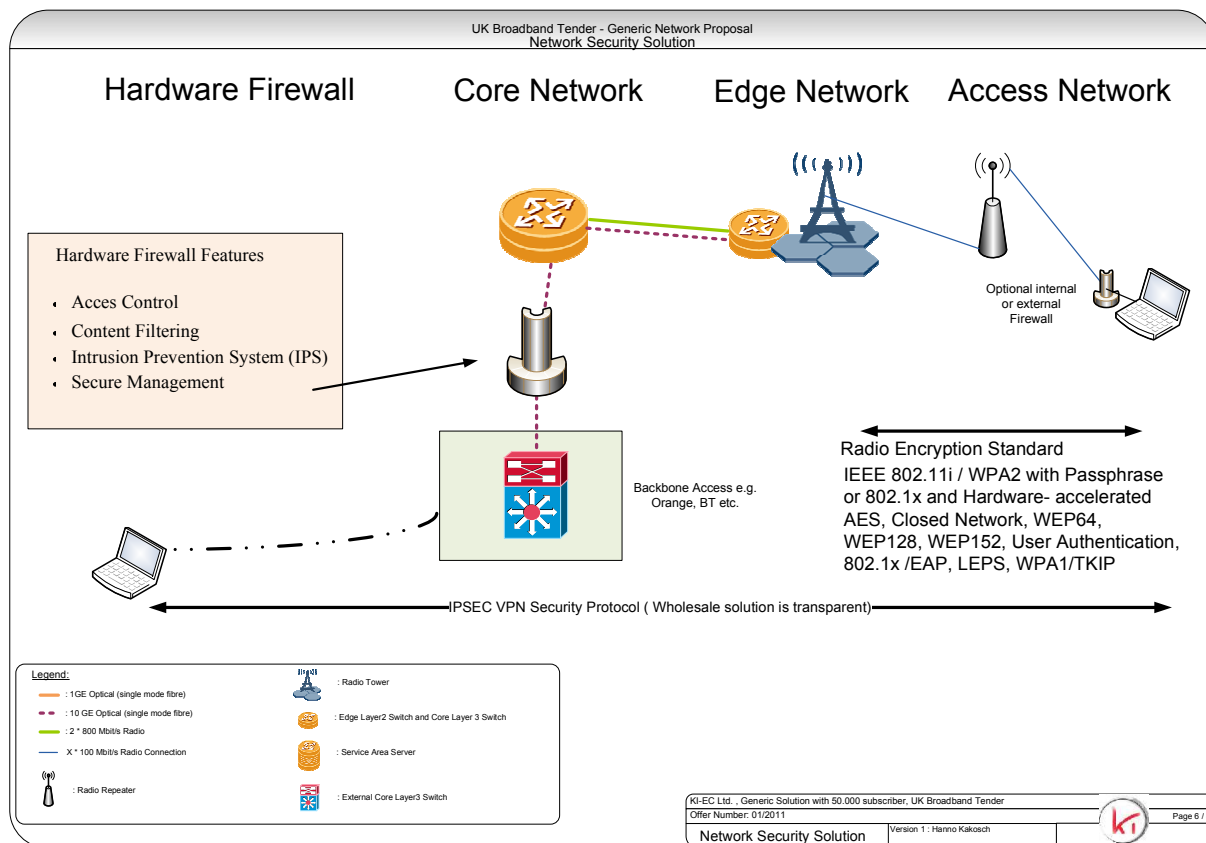 UK Broadband Tender - Generic Network Proposal
Network Security Solution
Hardware Firewall
Core Network
Edge Network
Access Network
Hardware Firewall Features
• Acces Control
• Content Filtering
• Intrusion Prevention System (IPS)
• Secure Management
Optional internal
or external
Firewall
Backbone Access e.g.
Orange, BT etc.
Radio Encryption Standard
IEEE 802.11i / WPA2 with Passphrase
or 802.1x and Hardware- accelerated
AES, Closed Network, WEP64,
WEP128, WEP152, User Authentication,
802.1x /EAP, LEPS, WPA1/TKIP
IPSEC VPN Security Protocol ( Wholesale solution is transparent)
Legend:
: 1GE Optical (single mode fibre)
: 10 GE Optical (single mode fibre)
: 2 * 800 Mbit/s Radio
X * 100 Mbit/s Radio Connection
: Radio Repeater
: Radio Tower
: Edge Layer2 Switch and Core Layer 3 Switch
: Service Area Server
: External Core Layer3 Switch
KI-EC Ltd. , Generic Solution with 50.000 subscriber, UK Broadband Tender
Offer Number: 01/2011
Network Security Solution
Version 1 : Hanno Kakosch
Ki
Page 6 /